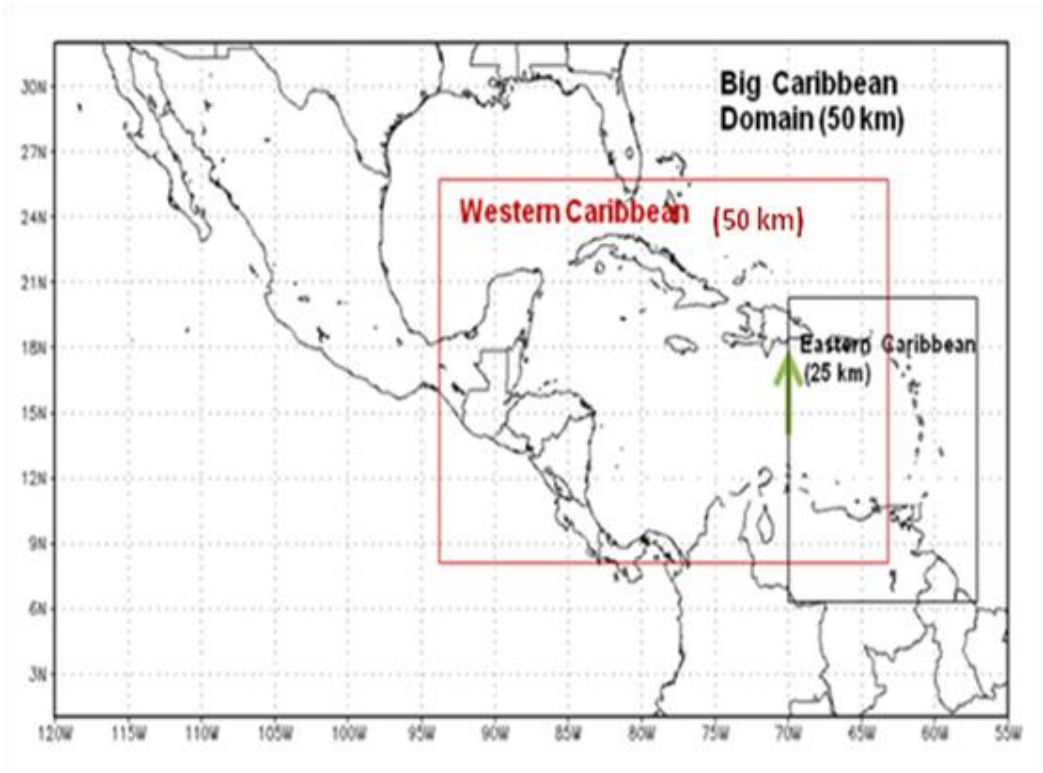 Big Caribbean
Domain (50 km)
30N
27N
Western Caribbean (50 km)
24N
21N
18N
Eastern Caribbean
(25 km)
15N
12N
9N
6N
3N
120W 115W 110W 105W 100W 95W 90W 85W 80W 75W 70W 65W 60W 55W